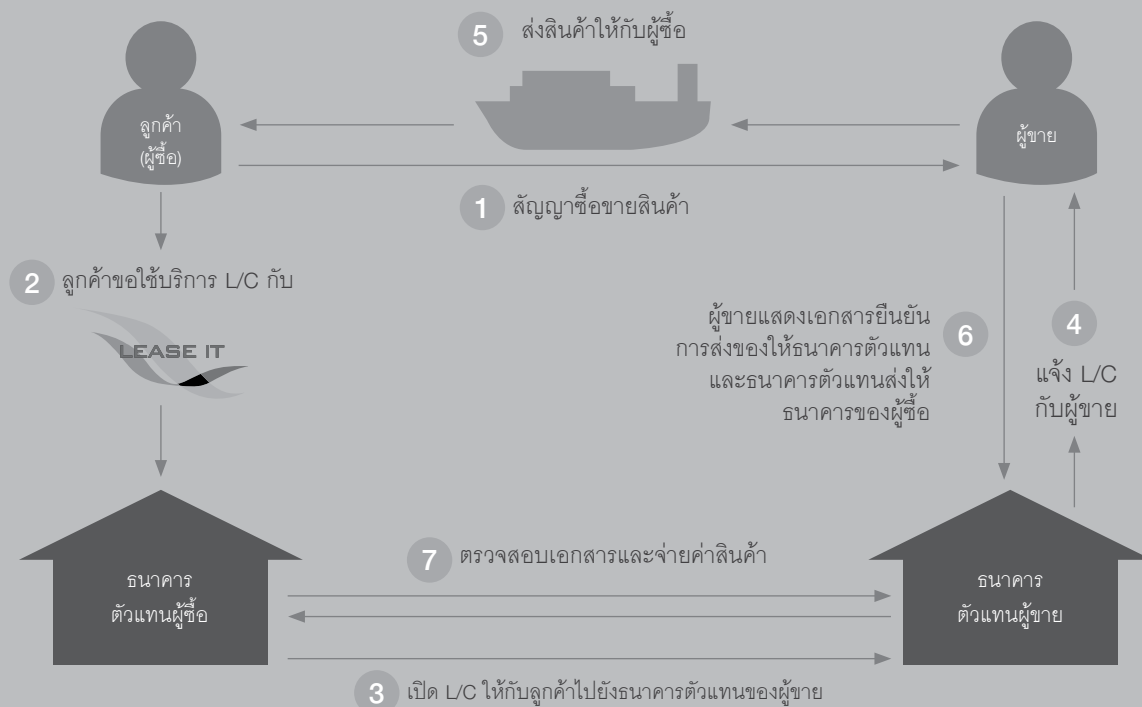 5 ส่งสินค้าให้กับผู้ซื้อ
ลูกค้า
(ผู้ซื้อ)
ผู้ขาย
1 สัญญาซื้อขายสินค้า
2 ลูกค้าขอใช้บริการ L/C กับ
LEASE IT
ผู้ขายแสดงเอกสารยืนยัน
การส่งของให้ธนาคารตัวแทน
และธนาคารตัวแทนส่งให้
ธนาคารของผู้ซื้อ
6
4
แจ้ง L/C
กับผู้ขาย
7 ตรวจสอบเอกสารและจ่ายค่าสินค้า
ธนาคาร
ตัวแทนผู้ซื้อ
ธนาคาร
ตัวแทนผู้ขาย
3 เปิด L/C ให้กับลูกค้าไปยังธนาคารตัวแทนของผู้ขาย